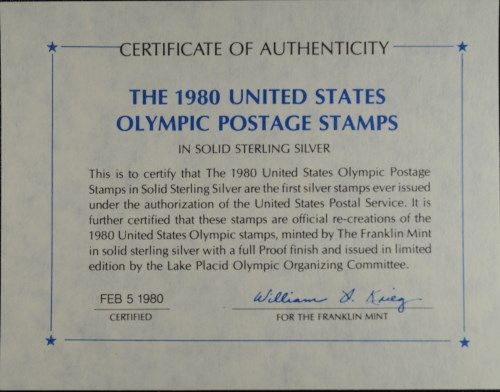 CERTIFICATE OF AUTHENTICITY
THE 1980 UNITED STATES
OLYMPIC POSTAGE STAMPS
IN SOLID STERLING SILVER
This is to certify that The 1980 United States Olympic Postage
Stamps in Solid Sterling Silver are the first silver stamps ever issued
under the authorization of the United States Postal Service. It is
further certified that these stamps are official re-creations of the
1980 United States Olympic stamps, minted by The Franklin Mint
in solid sterling silver with a full Proof finish and issued in limited
edition by the Lake Placid Olympic Organizing Committee.
FEB 5 1980 William D. Krieg
CERTIFIED FOR THE FRANKLIN MINT